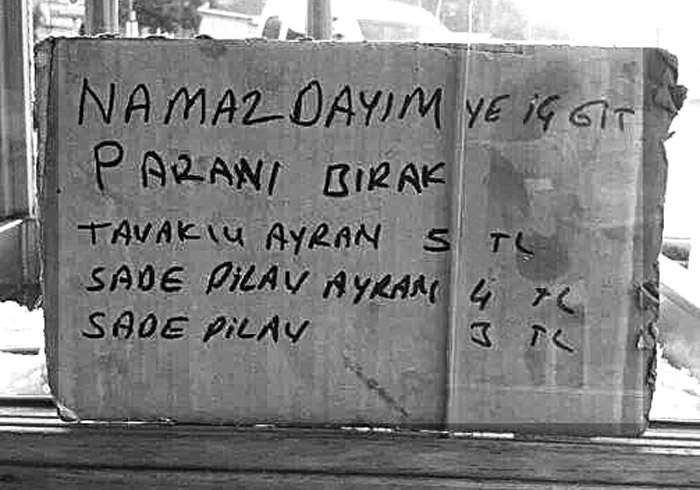 NAMAZDAYIM YE İÇ GİT
PARANI BIRAK
TAVAKLU AYRAN 5 TL
SADE PİLAV AYRAN 4 TL
SADE PİLAV 3 TL